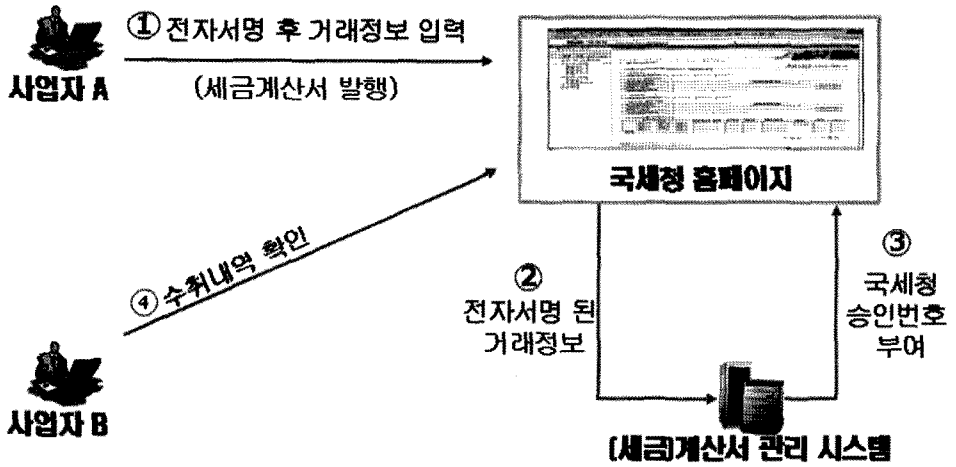 ① 전자서명 후 거래정보 입력
(세금계산서 발행)
사업자 A
국세청 홈페이지
④ 수취내역 확인
②
전자서명 된
거래정보
③
국세청
승인번호
부여
사업자 B
(세금)계산서 관리 시스템